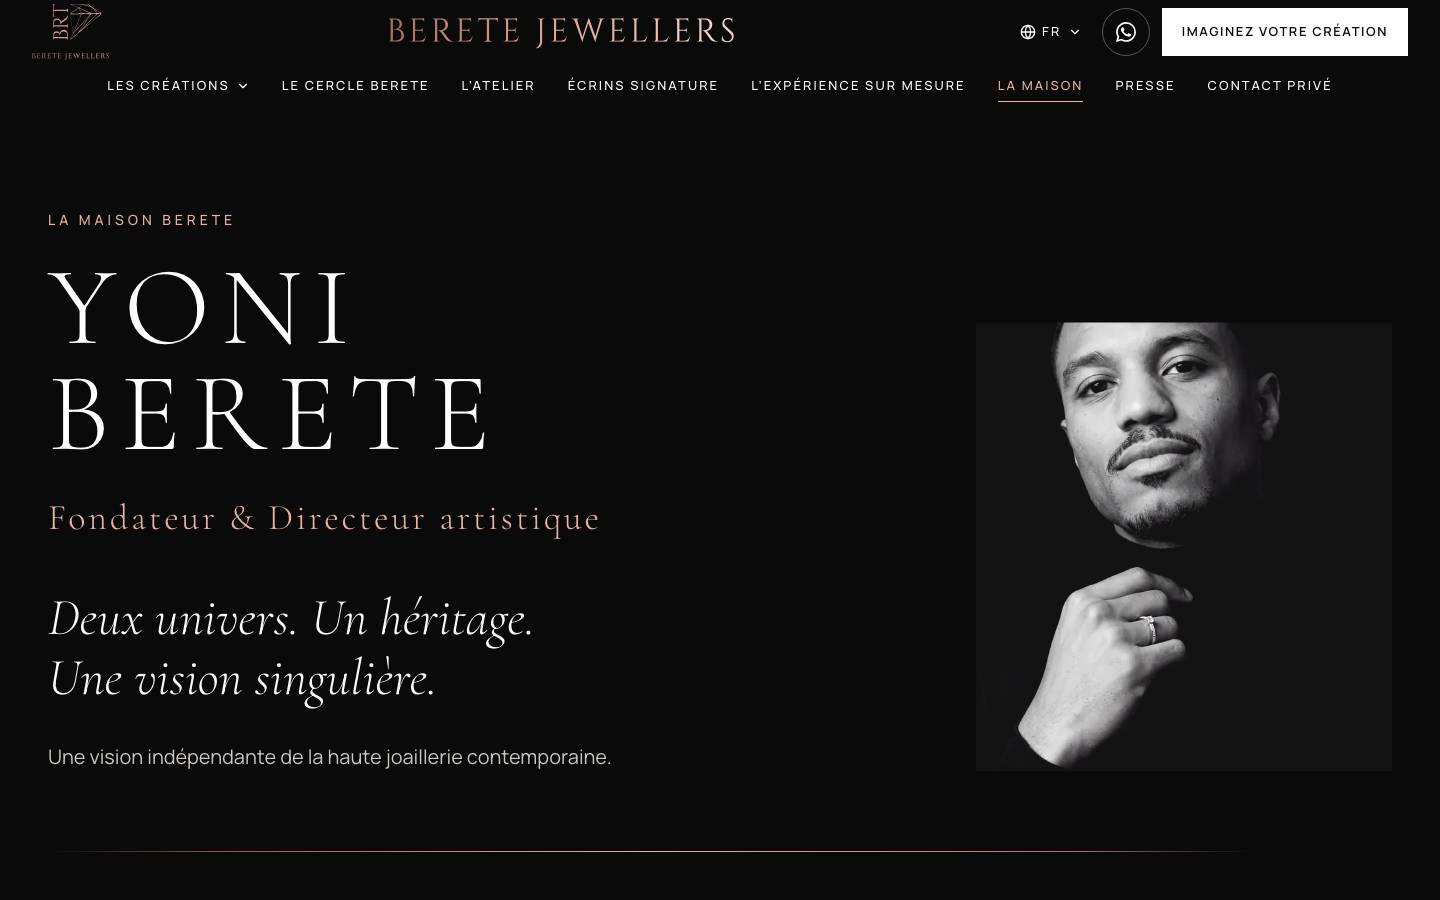 BRT
BERETE JEWELLERS
BERETE JEWELLERS
FR
IMAGINEZ VOTRE CRÉATION
LES CRÉATIONS
LE CERCLE BERETE
L'ATELIER
ÉCRINS SIGNATURE
L'EXPÉRIENCE SUR MESURE
LA MAISON
PRESSE
CONTACT PRIVÉ
LA MAISON BERETE
YONI
BERETE
Fondateur & Directeur artistique
Deux univers. Un héritage.
Une vision singulière.
Une vision indépendante de la haute joaillerie contemporaine.